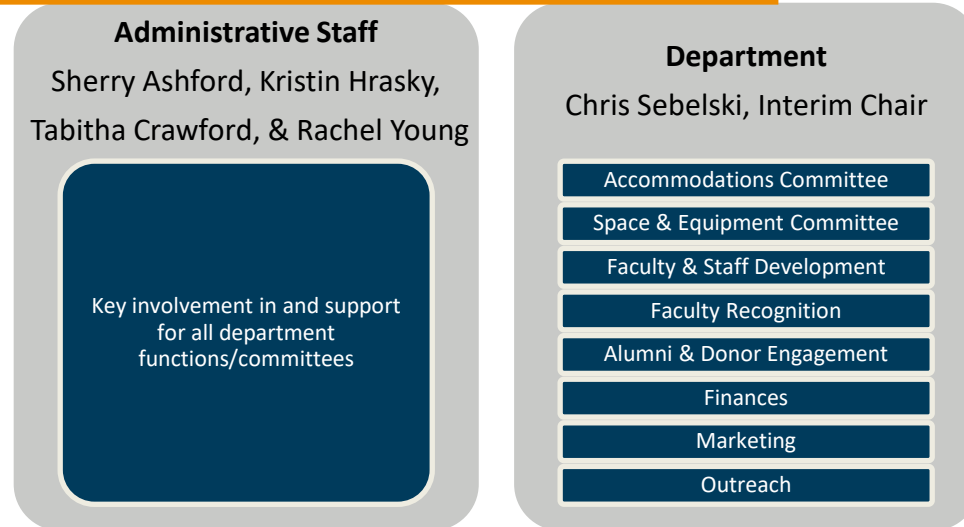 Administrative Staff
Sherry Ashford, Kristin Hrasky,
Tabitha Crawford, & Rachel Young
Key involvement in and support
for all department
functions/committees
Department
Chris Sebelski, Interim Chair
Accommodations Committee
Space & Equipment Committee
Faculty & Staff Development
Faculty Recognition
Alumni & Donor Engagement
Finances
Marketing
Outreach